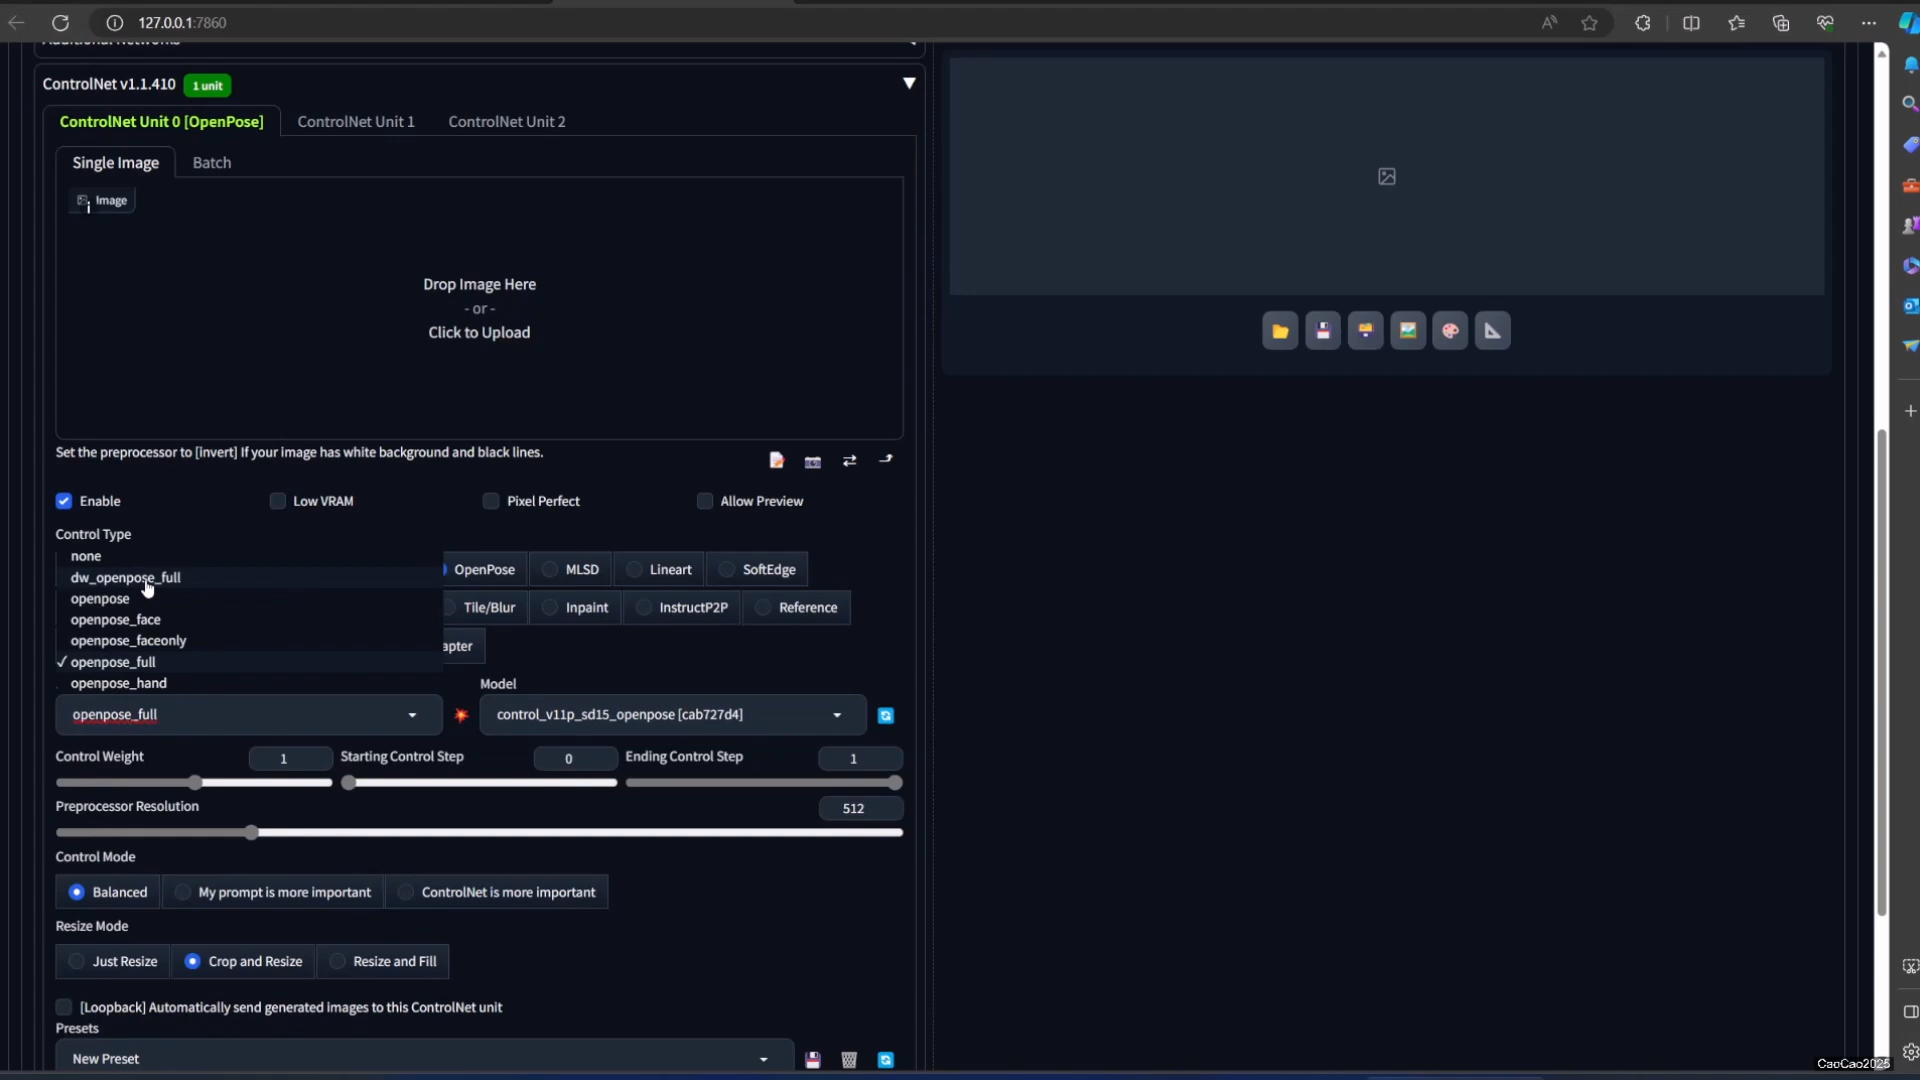 127.0.0.1:7860
Additional Networks
ControlNet v1.1.410 1 unit
ControlNet Unit 0 [OpenPose] ControlNet Unit 1 ControlNet Unit 2
Single Image Batch
Image
Drop Image Here
- or -
Click to Upload
Set the preprocessor to [invert] If your image has white background and black lines.
Enable Low VRAM Pixel Perfect Allow Preview
Control Type
none
dw_openpose_full OpenPose MLSD Lineart SoftEdge
openpose Tile/Blur Inpaint InstructP2P Reference
openpose_face
openpose_faceonly apter
✓ openpose_full
openpose_hand Model
openpose_full control_v11p_sd15_openpose [cab727d4]
Control Weight 1 Starting Control Step 0 Ending Control Step 1
Preprocessor Resolution 512
Control Mode
Balanced My prompt is more important ControlNet is more important
Resize Mode
Just Resize Crop and Resize Resize and Fill
[Loopback] Automatically send generated images to this ControlNet unit
Presets
New Preset
CaoCao2025